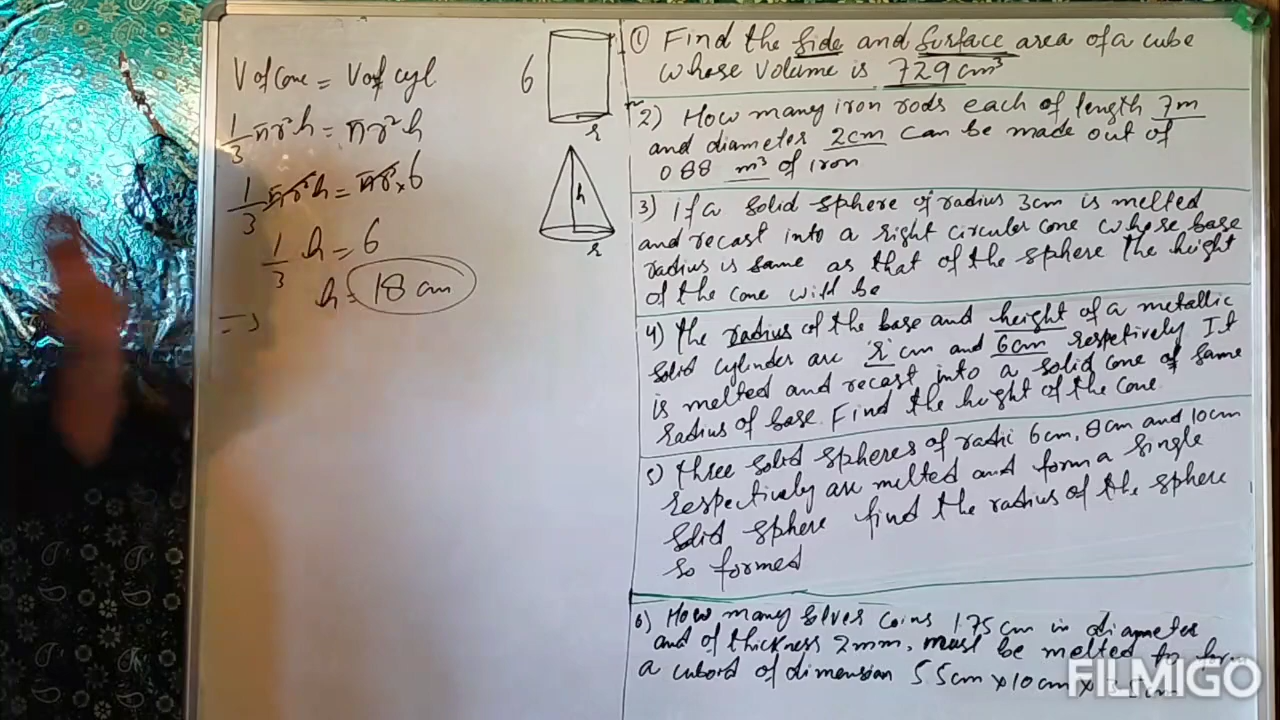 V of Cone = V of Cyl
1/3 πr²h = πr²h
1/3 πr²h = πr² × 6
1/3 h = 6
h = 18 cm
⇒
6
r
h
r
① Find the side and surface area of a cube
whose volume is 729 cm³
2) How many iron rods each of length 7m
and diameter 2cm can be made out of
0.88 m³ of iron
3) If a solid sphere of radius 3cm is melted
and recast into a right circular cone whose base
radius is same as that of the sphere the height
of the cone will be
4) the radius of the base and height of a metallic
solid cylinder are r cm and 6cm respetively It
is melted and recast into a solid cone of same
radius of base. Find the height of the cone
5) three solid spheres of radii 6cm, 8cm and 10cm
respectively are melted and form a single
solid sphere find the radius of the sphere
so formed
6) How many silver coins 1.75cm in diameter
and of thickness 2mm, must be melted to
a cuboid of dimension 5.5cm × 10cm ×
FILMIGO